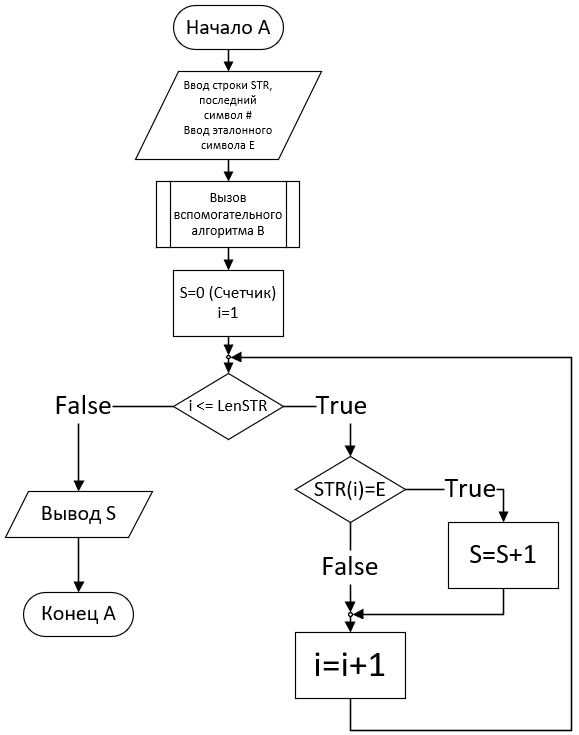 Начало А
Ввод строки STR,
последний
символ #
Ввод эталонного
символа Е
Вызов
вспомогательного
алгоритма В
S=0 (Счетчик)
i=1
i <= LenSTR
False
True
STR(i)=E
True
Вывод S
S=S+1
False
Конец А
i=i+1